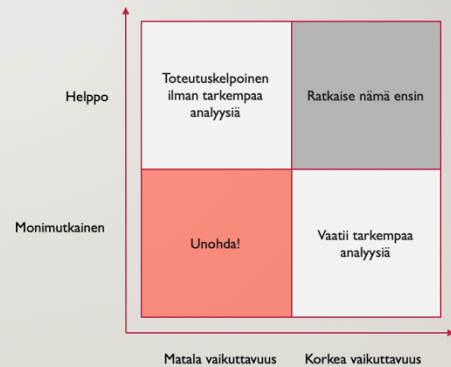 Helppo
Toteutuskelpoinen
ilman tarkempaa
analyysiä
Ratkaise nämä ensin
Monimutkainen
Unohda!
Vaatii tarkempaa
analyysiä
Matala vaikuttavuus
Korkea vaikuttavuus